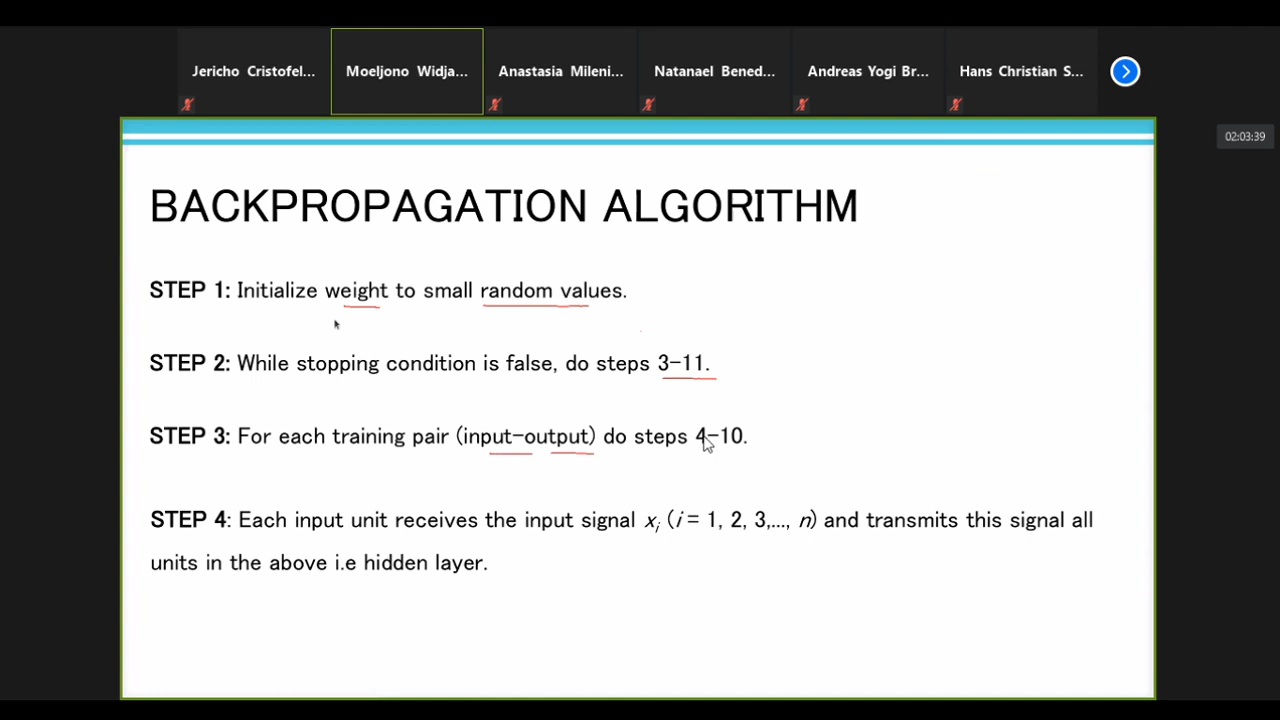 Jericho Cristofel... Moeljono Widja... Anastasia Mileni... Natanael Bened... Andreas Yogi Br... Hans Christian S...
02:03:39
BACKPROPAGATION ALGORITHM
STEP 1: Initialize weight to small random values.
STEP 2: While stopping condition is false, do steps 3-11.
STEP 3: For each training pair (input-output) do steps 4-10.
STEP 4: Each input unit receives the input signal xi (i = 1, 2, 3,..., n) and transmits this signal all
units in the above i.e hidden layer.